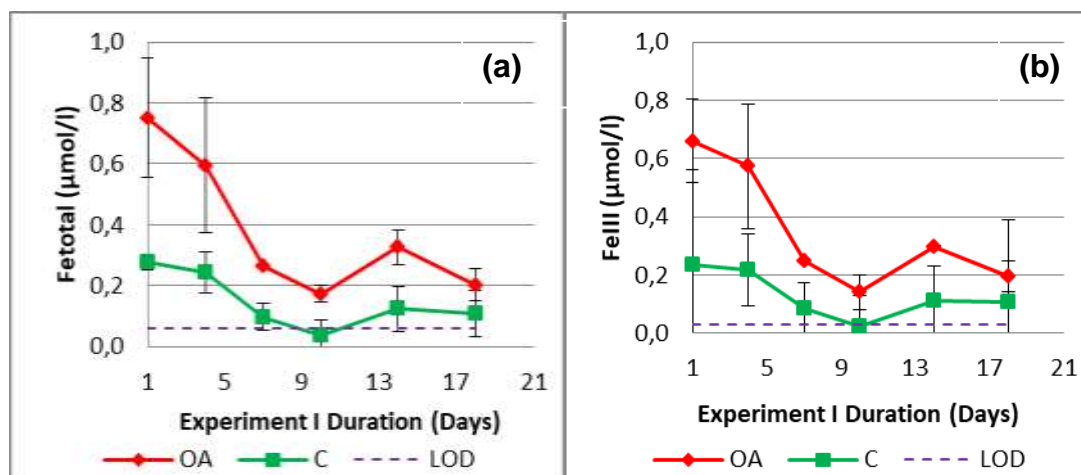 (a)
1,0
0,8
0,6
0,4
0,2
0,0
Fetotal (µmol/l)
1 5 9 13 17 21
Experiment I Duration (Days)
OA C LOD
(b)
1,0
0,8
0,6
0,4
0,2
0,0
FeIII (µmol/l)
1 5 9 13 17 21
Experiment I Duration (Days)
OA C LOD